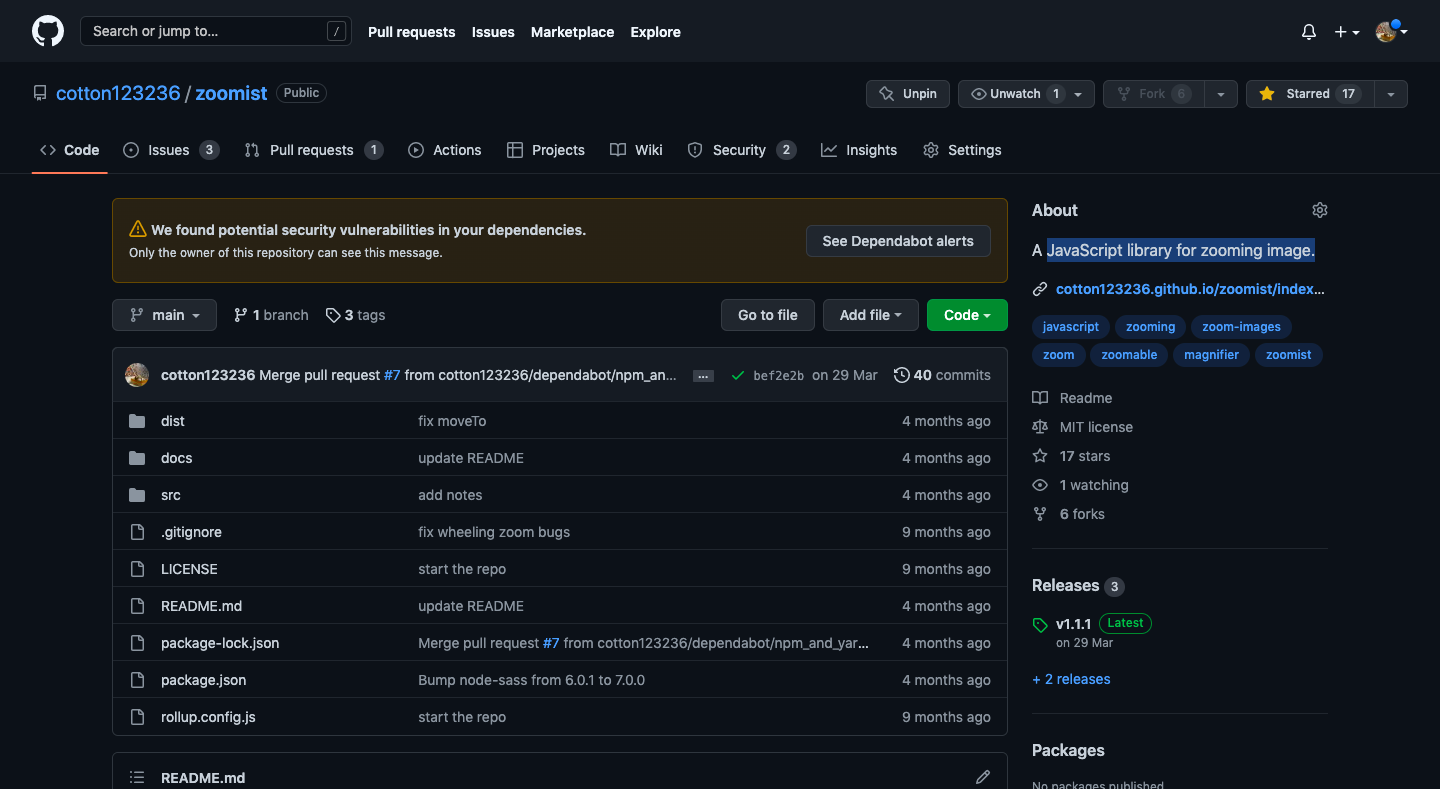 Search or jump to... /
Pull requests Issues Marketplace Explore
cotton123236 / zoomist Public
Unpin Unwatch 1 Fork 6 Starred 17
Code Issues 3 Pull requests 1 Actions Projects Wiki Security 2 Insights Settings
We found potential security vulnerabilities in your dependencies.
Only the owner of this repository can see this message.
See Dependabot alerts
main 1 branch 3 tags Go to file Add file Code
cotton123236 Merge pull request #7 from cotton123236/dependabot/npm_an... ... bef2e2b on 29 Mar 40 commits
dist fix moveTo 4 months ago
docs update README 4 months ago
src add notes 4 months ago
.gitignore fix wheeling zoom bugs 9 months ago
LICENSE start the repo 9 months ago
README.md update README 4 months ago
package-lock.json Merge pull request #7 from cotton123236/dependabot/npm_and_yar... 4 months ago
package.json Bump node-sass from 6.0.1 to 7.0.0 4 months ago
rollup.config.js start the repo 9 months ago
README.md
About
A JavaScript library for zooming image.
cotton123236.github.io/zoomist/index...
javascript zooming zoom-images
zoom zoomable magnifier zoomist
Readme
MIT license
17 stars
1 watching
6 forks
Releases 3
v1.1.1 Latest
on 29 Mar
+ 2 releases
Packages
No packages published